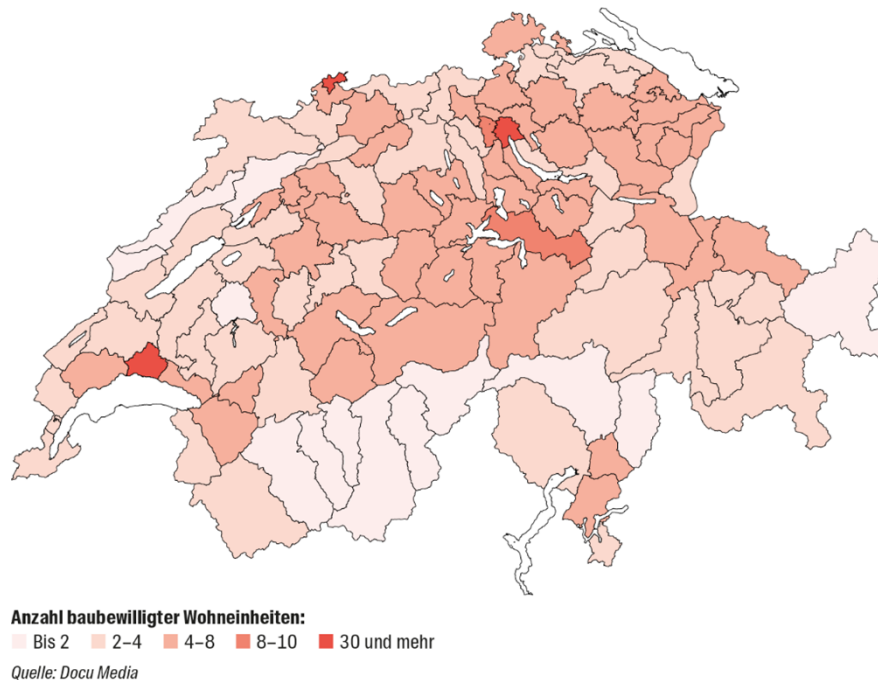 Anzahl baubewilligter Wohneinheiten:
Bis 2 2–4 4–8 8–10 30 und mehr
Quelle: Docu Media